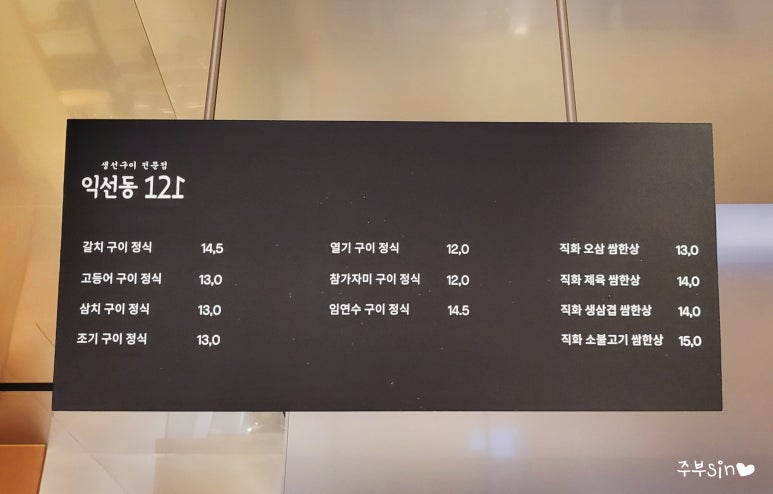 생선구이 전문점
익선동 121
갈치 구이 정식 14,5
고등어 구이 정식 13,0
삼치 구이 정식 13,0
조기 구이 정식 13,0
열기 구이 정식 12,0
참가자미 구이 정식 12,0
임연수 구이 정식 14.5
직화 오삼 쌈한상 13,0
직화 제육 쌈한상 14,0
직화 생삼겹 쌈한상 14,0
직화 소불고기 쌈한상 15,0
주부sin